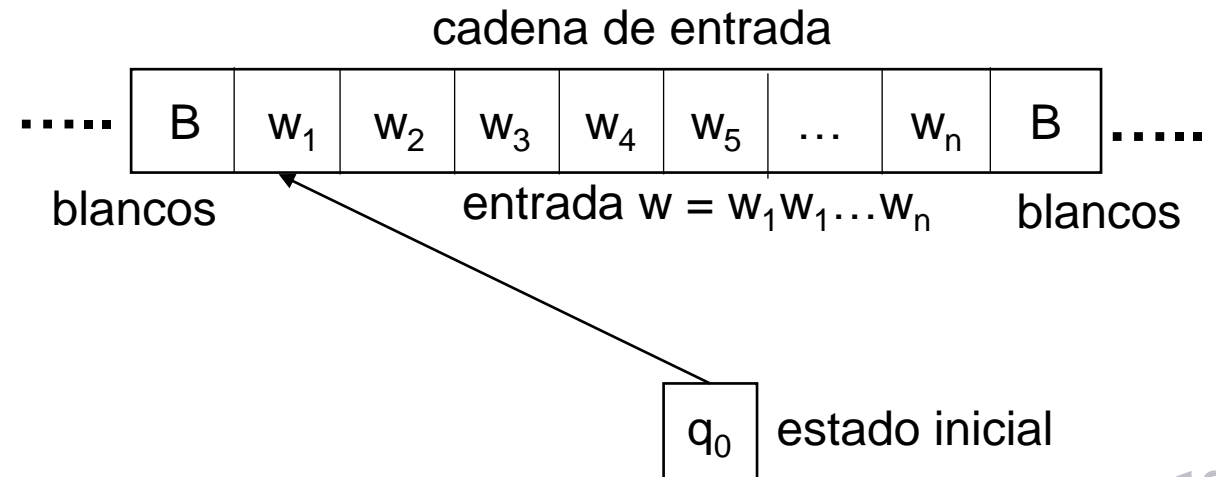 cadena de entrada
..... B w₁ w₂ w₃ w₄ w₅ … wₙ B .....
blancos entrada w = w₁w₁…wₙ blancos
q₀ estado inicial